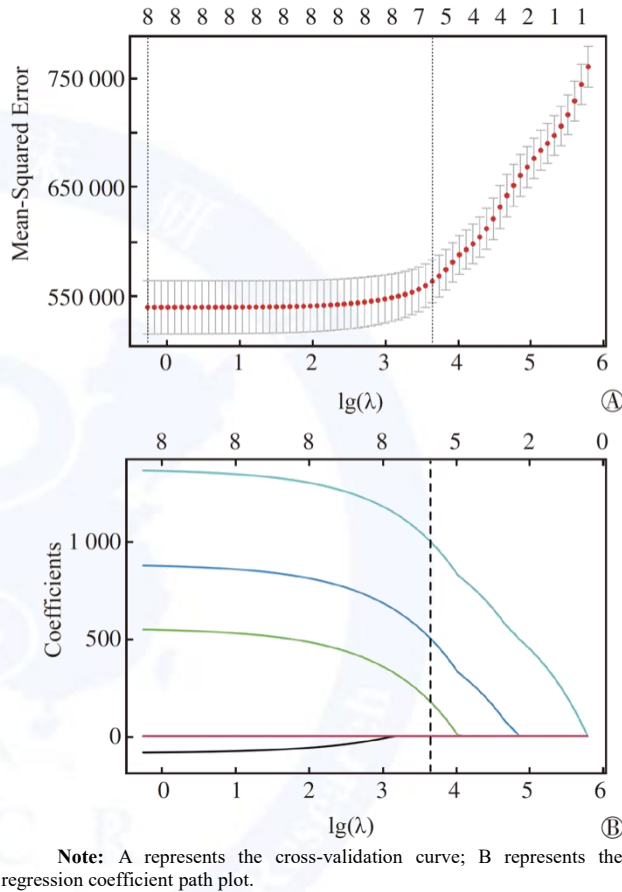 8 8 8 8 8 8 8 8 8 8 7 5 4 4 2 1 1
750 000
650 000
550 000
Mean-Squared Error
0 1 2 3 4 5 6
lg(λ)
Ⓐ
8 8 8 8 5 2 0
1 000
500
0
Coefficients
0 1 2 3 4 5 6
lg(λ)
Ⓑ
Note: A represents the cross-validation curve; B represents the
regression coefficient path plot.